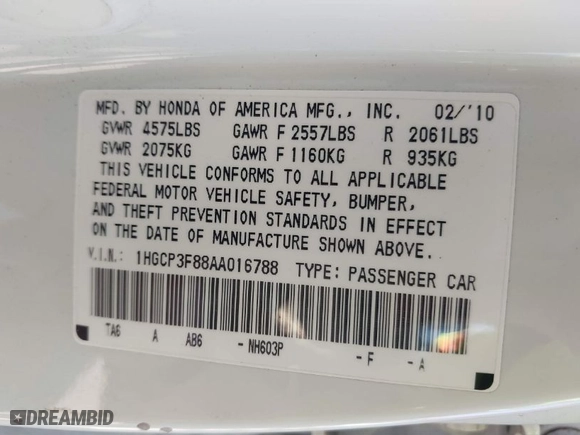 MFD. BY HONDA OF AMERICA MFG., INC. 02/'10
GVWR 4575LBS GAWR F 2557LBS R 2061LBS
GVWR 2075KG GAWR F 1160KG R 935KG
THIS VEHICLE CONFORMS TO ALL APPLICABLE
FEDERAL MOTOR VEHICLE SAFETY, BUMPER,
AND THEFT PREVENTION STANDARDS IN EFFECT
ON THE DATE OF MANUFACTURE SHOWN ABOVE.
V.I.N.: 1HGCP3F88AA016788 TYPE: PASSENGER CAR
TA6 A AB6 -NH603P -F -A
DREAMBID